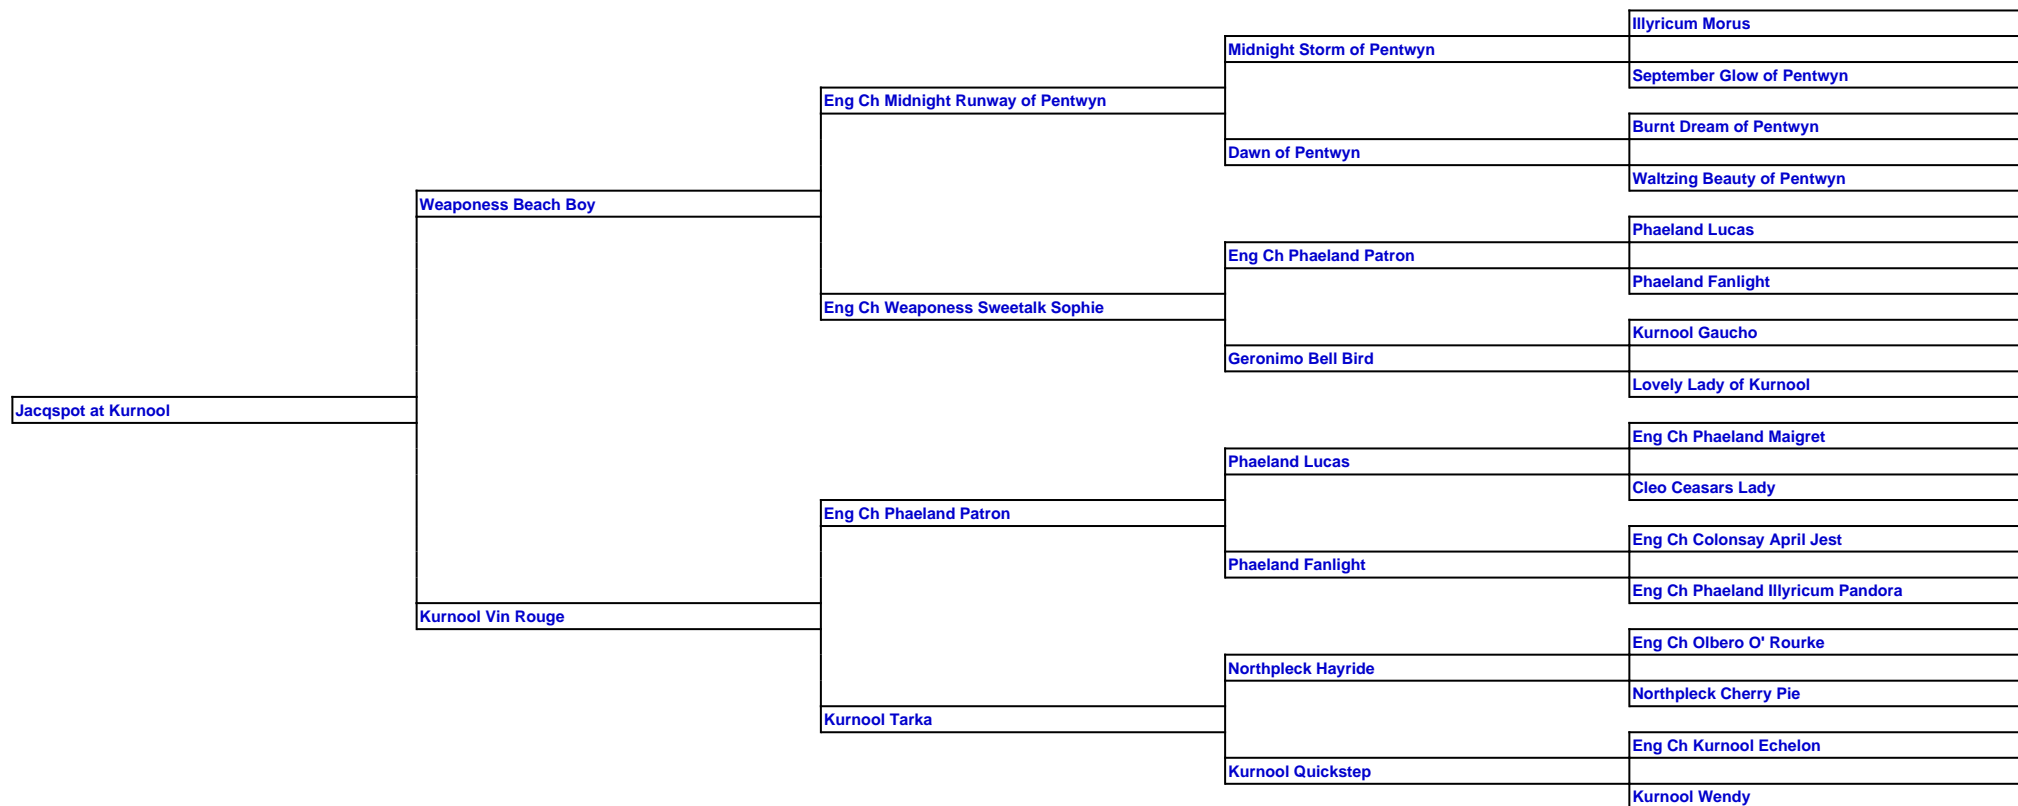 Illyricum Morus
Midnight Storm of Pentwyn
September Glow of Pentwyn
Eng Ch Midnight Runway of Pentwyn
Burnt Dream of Pentwyn
Dawn of Pentwyn
Waltzing Beauty of Pentwyn
Weaponess Beach Boy
Phaeland Lucas
Eng Ch Phaeland Patron
Phaeland Fanlight
Eng Ch Weaponess Sweetalk Sophie
Kurnool Gaucho
Geronimo Bell Bird
Lovely Lady of Kurnool
Jacqspot at Kurnool
Eng Ch Phaeland Maigret
Phaeland Lucas
Cleo Ceasars Lady
Eng Ch Phaeland Patron
Eng Ch Colonsay April Jest
Phaeland Fanlight
Eng Ch Phaeland Illyricum Pandora
Kurnool Vin Rouge
Eng Ch Olbero O' Rourke
Northpleck Hayride
Northpleck Cherry Pie
Kurnool Tarka
Eng Ch Kurnool Echelon
Kurnool Quickstep
Kurnool Wendy